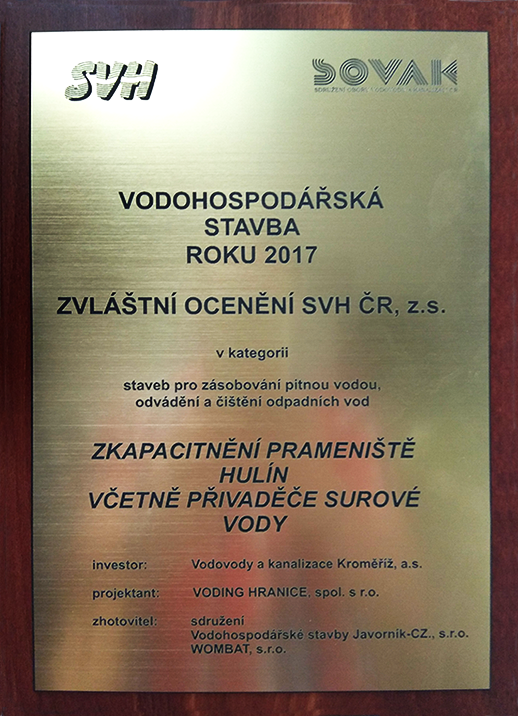 SVH
SOVAK
VODOHOSPODÁŘSKÁ
STAVBA
ROKU 2017
ZVLÁŠTNÍ OCENĚNÍ SVH ČR, z.s.
v kategorii
staveb pro zásobování pitnou vodou,
odvádění a čištění odpadních vod
ZKAPACITNĚNÍ PRAMENIŠTĚ
HULÍN
VČETNĚ PŘIVADĚČE SUROVÉ
VODY
investor: Vodovody a kanalizace Kroměříž, a.s.
projektant: VODING HRANICE, spol. s r.o.
zhotovitel: sdružení
Vodohospodářské stavby Javorník-CZ., s.r.o.
WOMBAT, s.r.o.